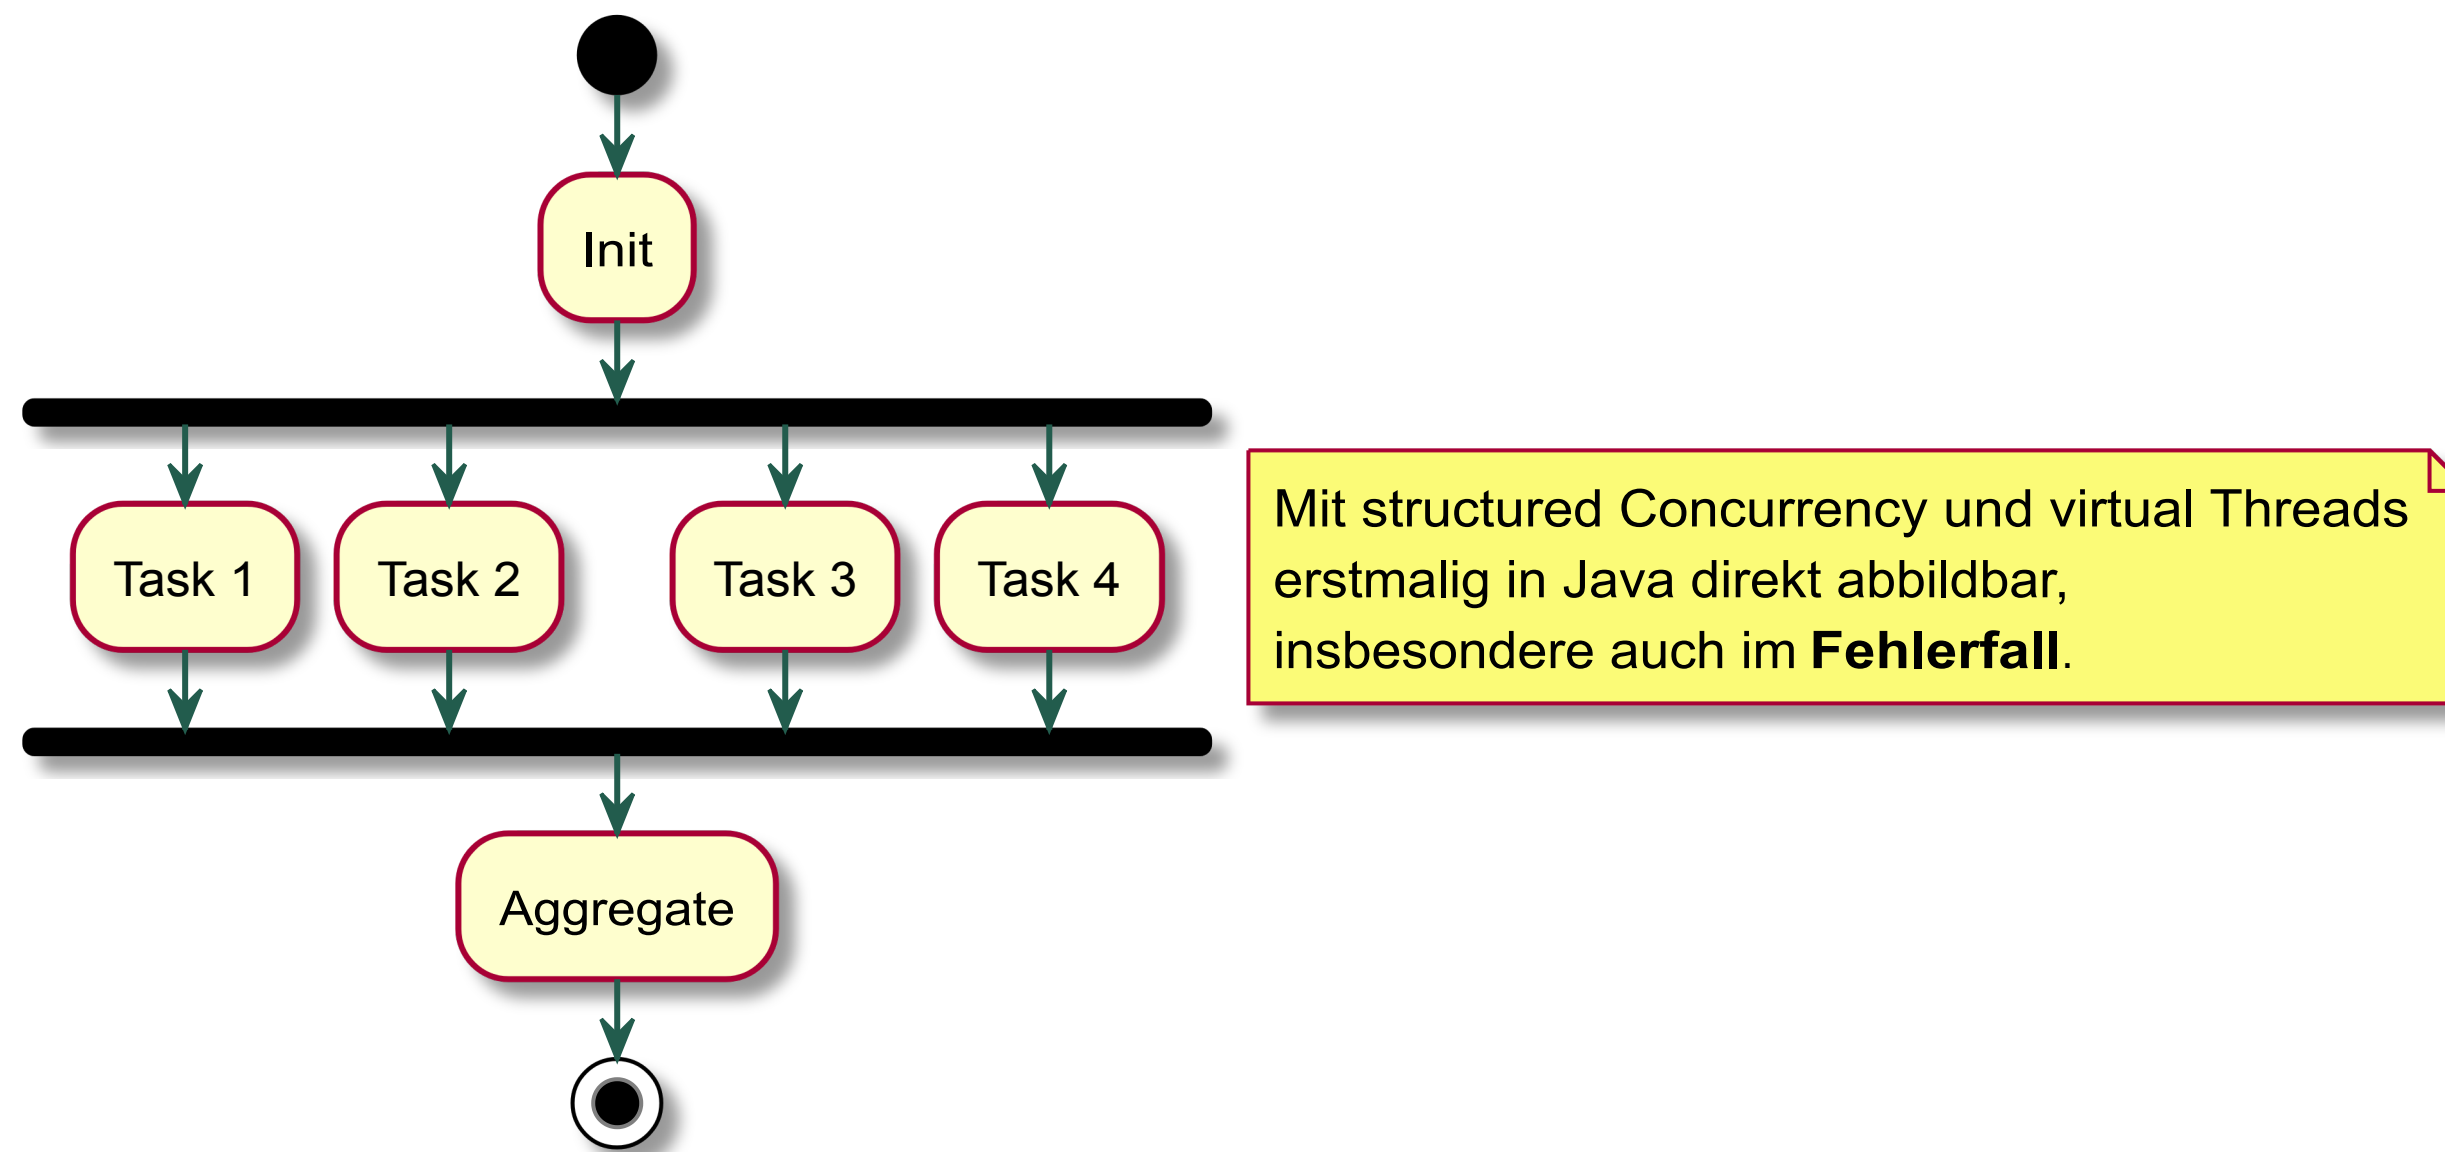 Init
Task 1
Task 2
Task 3
Task 4
Mit structured Concurrency und virtual Threads
erstmalig in Java direkt abbildbar,
insbesondere auch im Fehlerfall.
Aggregate